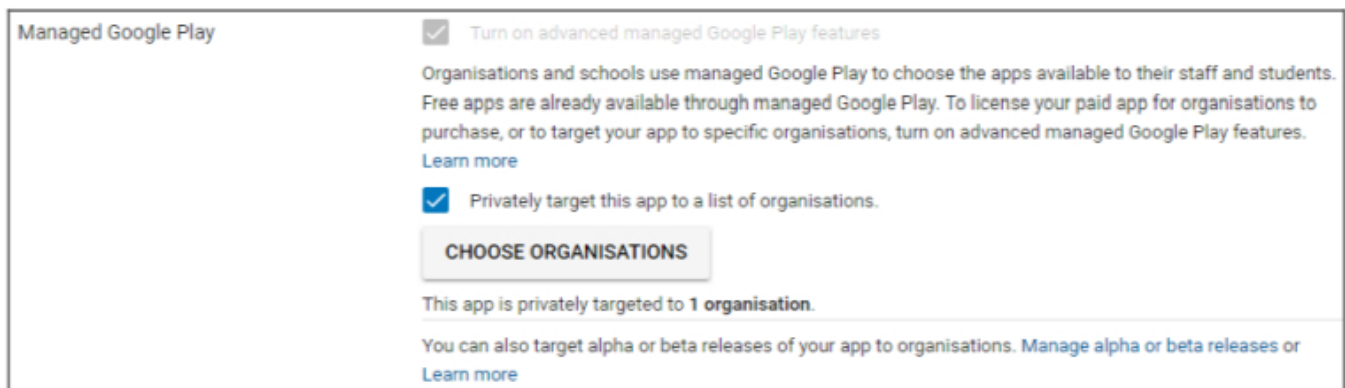 Managed Google Play
Turn on advanced managed Google Play features
Organisations and schools use managed Google Play to choose the apps available to their staff and students.
Free apps are already available through managed Google Play. To license your paid app for organisations to
purchase, or to target your app to specific organisations, turn on advanced managed Google Play features.
Learn more
Privately target this app to a list of organisations.
CHOOSE ORGANISATIONS
This app is privately targeted to 1 organisation.
You can also target alpha or beta releases of your app to organisations. Manage alpha or beta releases or
Learn more